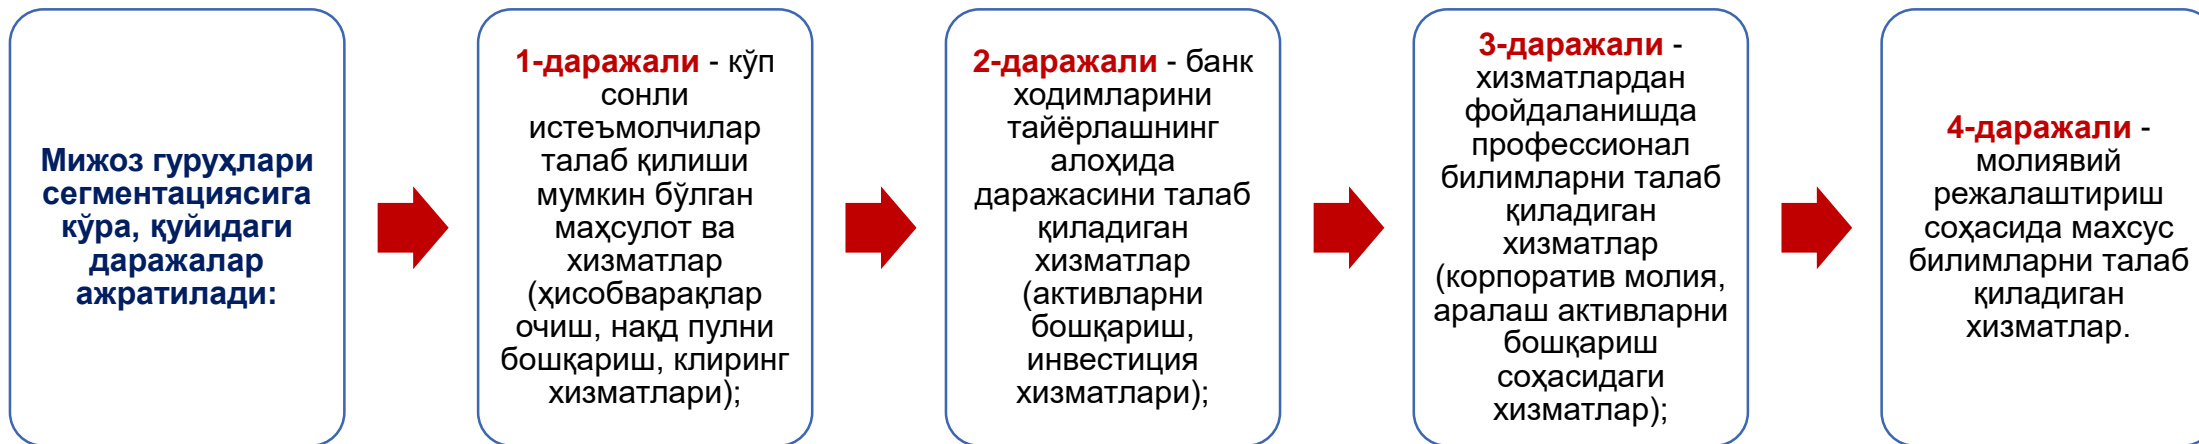 Мижоз гуруҳлари
сегментациясига
кўра, қуйидаги
даражалар
ажратилади:
1-даражали - кўп
сонли
истеъмолчилар
талаб қилиши
мумкин бўлган
маҳсулот ва
хизматлар
(ҳисобварақлар
очиш, нақд пулни
бошқариш, клиринг
хизматлари);
2-даражали - банк
ходимларини
тайёрлашнинг
алоҳида
даражасини талаб
қиладиган
хизматлар
(активларни
бошқариш,
инвестиция
хизматлари);
3-даражали -
хизматлардан
фойдаланишда
профессионал
билимларни талаб
қиладиган
хизматлар
(корпоратив молия,
аралаш активларни
бошқариш
соҳасидаги
хизматлар);
4-даражали -
молиявий
режалаштириш
соҳасида махсус
билимларни талаб
қиладиган
хизматлар.